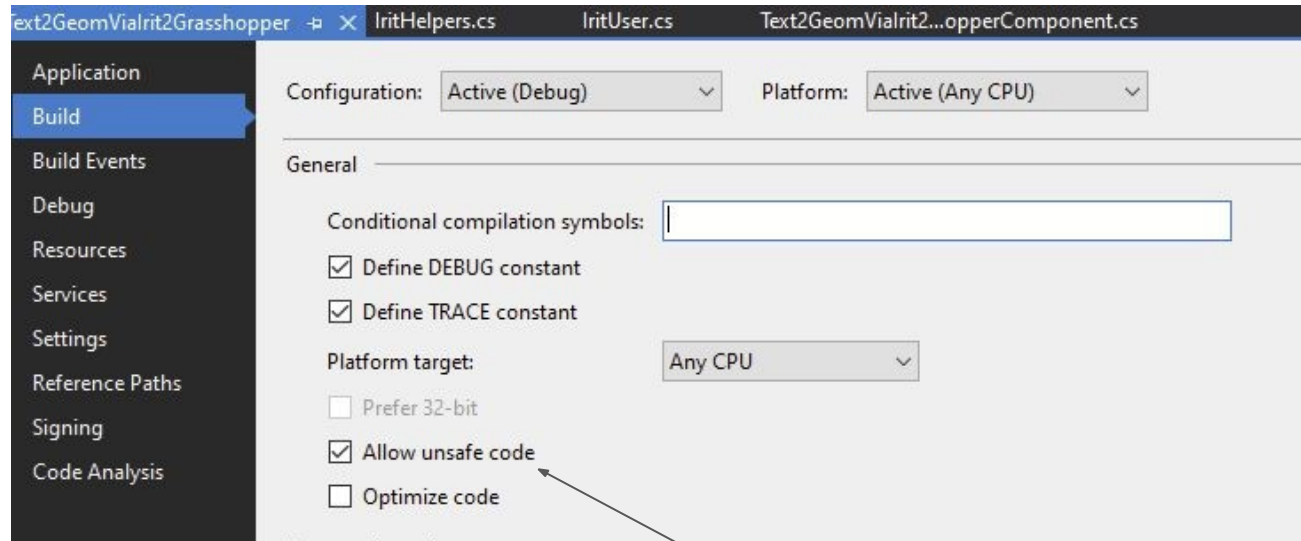 Text2GeomViaIrit2Grasshopper IritHelpers.cs IritUser.cs Text2GeomViaIrit2...opperComponent.cs
Application
Configuration: Active (Debug) Platform: Active (Any CPU)
Build
Build Events
General
Debug
Conditional compilation symbols:
Resources
Define DEBUG constant
Services
Define TRACE constant
Settings
Platform target: Any CPU
Reference Paths
Prefer 32-bit
Signing
Allow unsafe code
Code Analysis
Optimize code